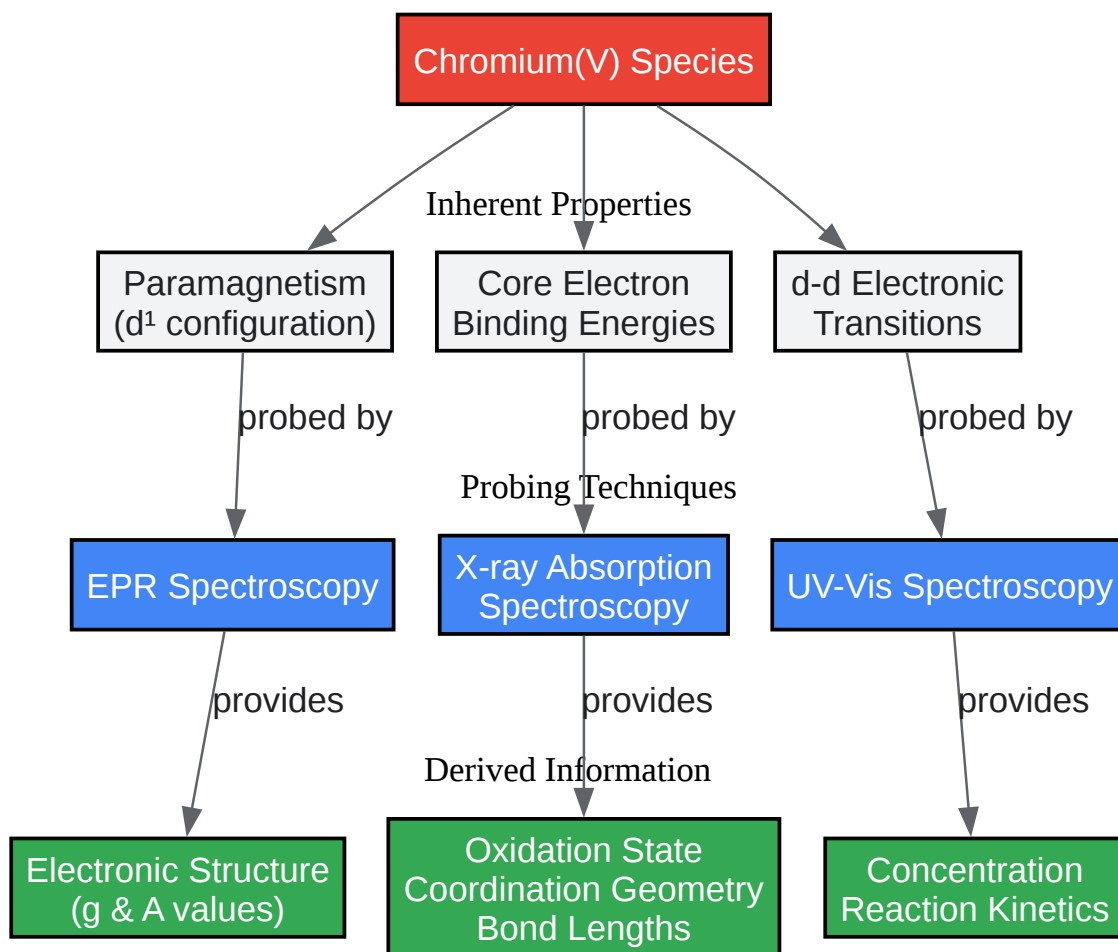 Chromium(V) Species
Inherent Properties
Paramagnetism
(d¹ configuration)
Core Electron
Binding Energies
d-d Electronic
Transitions
probed by
probed by
probed by
Probing Techniques
EPR Spectroscopy
X-ray Absorption
Spectroscopy
UV-Vis Spectroscopy
provides
provides
provides
Derived Information
Electronic Structure
(g & A values)
Oxidation State
Coordination Geometry
Bond Lengths
Concentration
Reaction Kinetics